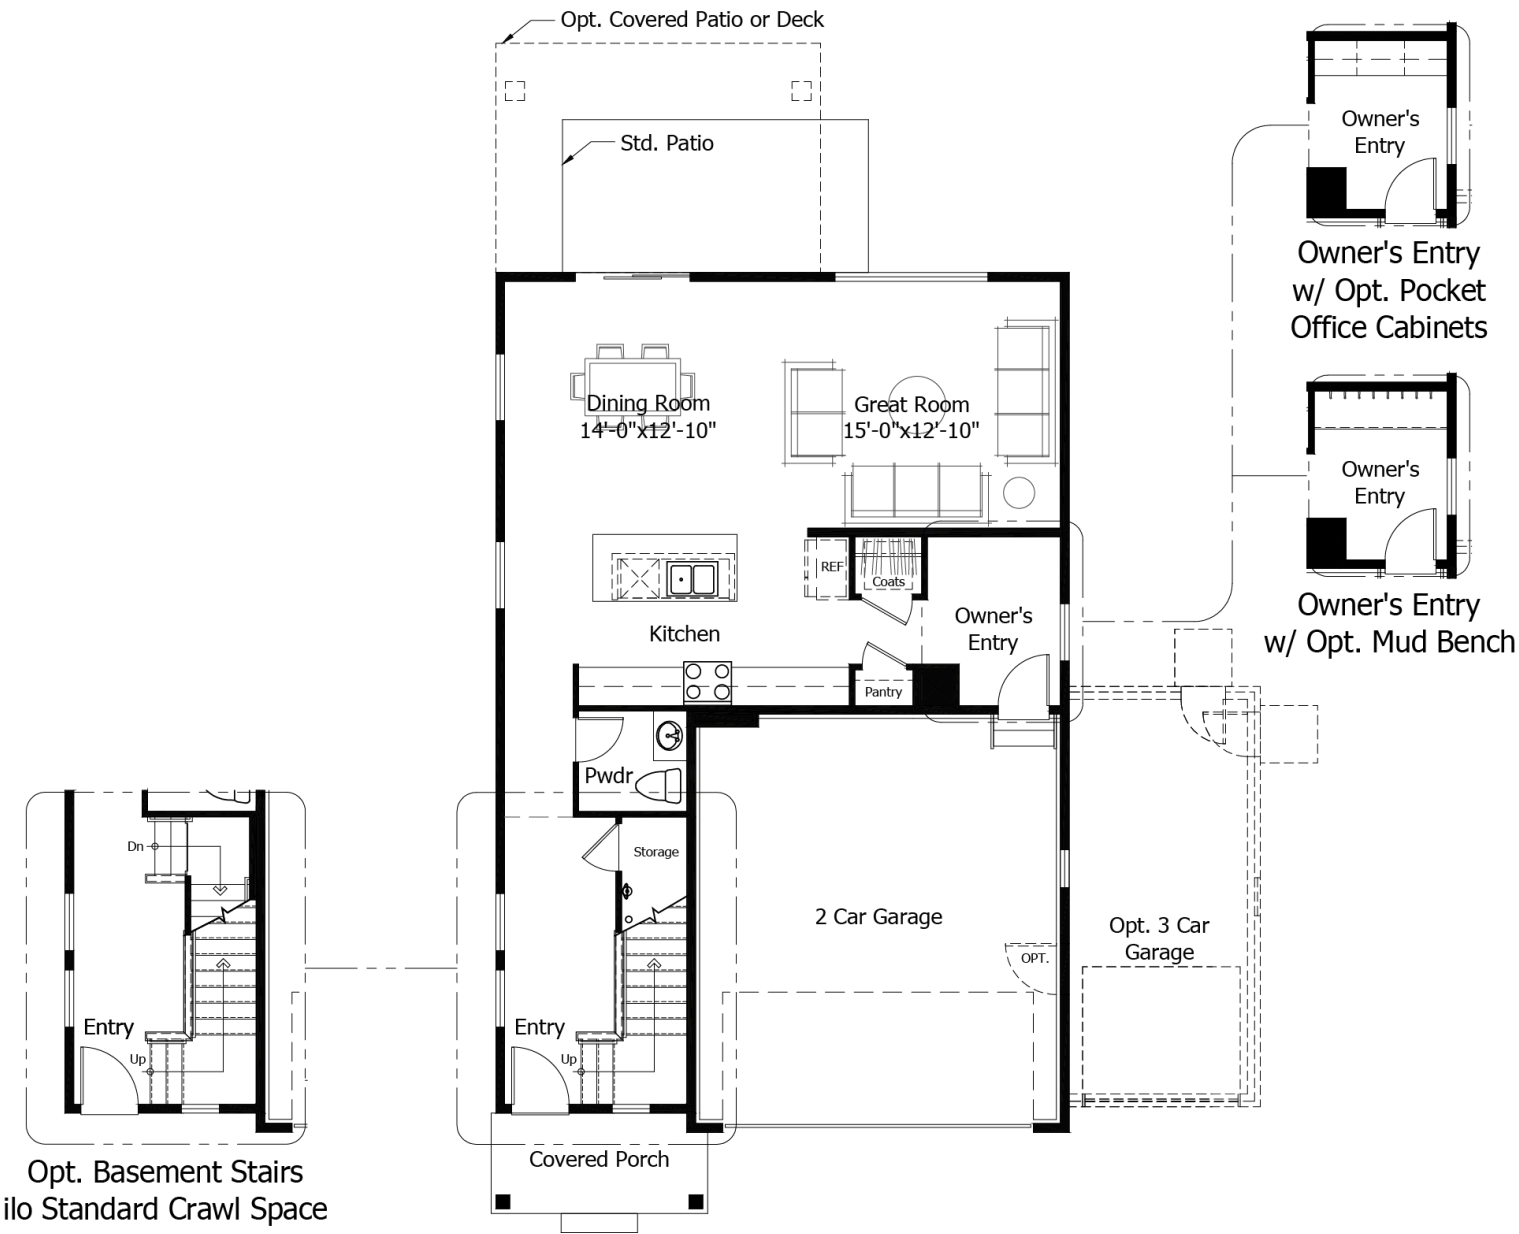 Opt. Covered Patio or Deck
Std. Patio
Owner's
Entry
Owner's Entry
w/ Opt. Pocket
Office Cabinets
Dining Room
14'-0"x12'-10"
Great Room
15'-0"x12'-10"
Owner's
Entry
Owner's Entry
w/ Opt. Mud Bench
REF
Coats
Kitchen
Owner's
Entry
Pantry
Pwdr
Storage
Dn
2 Car Garage
Opt. 3 Car
Garage
OPT.
Entry
Up
Entry
Up
Covered Porch
Opt. Basement Stairs
ilo Standard Crawl Space